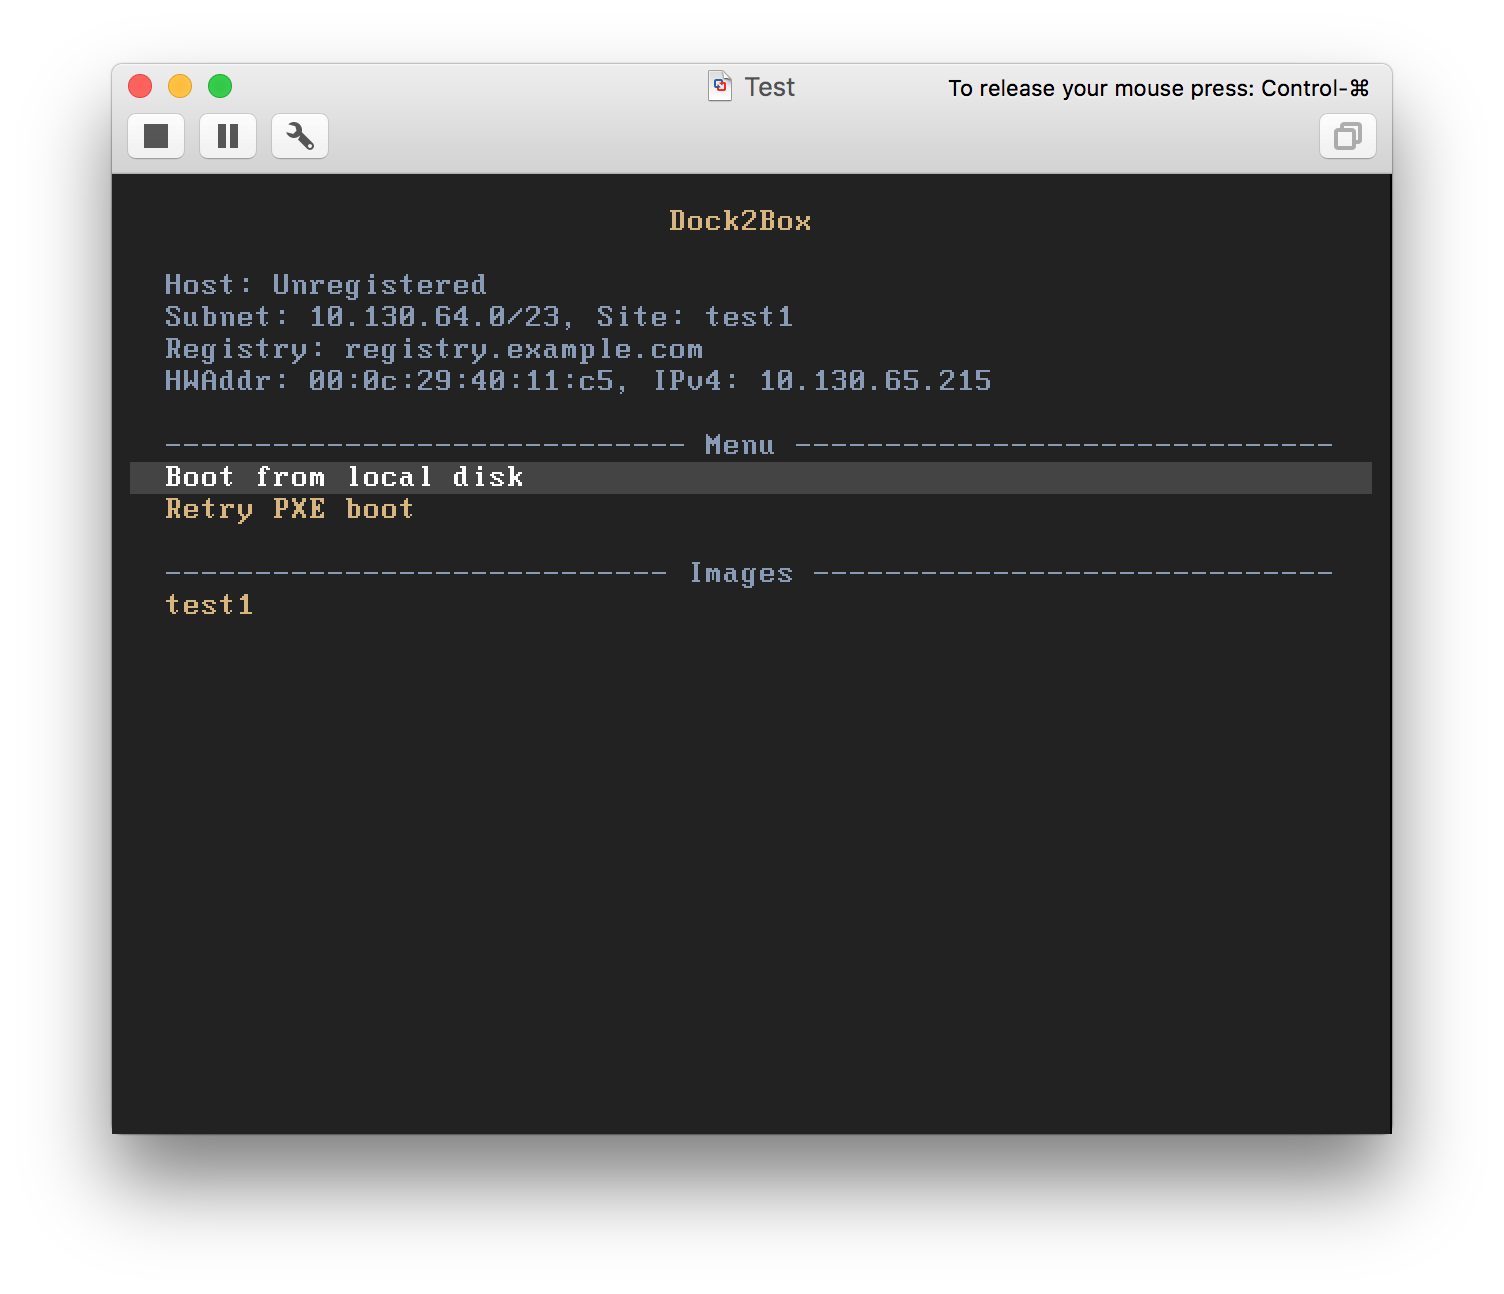 Test
To release your mouse press: Control-⌘
Dock2Box
Host: Unregistered
Subnet: 10.130.64.0/23, Site: test1
Registry: registry.example.com
HWAddr: 00:0c:29:40:11:c5, IPv4: 10.130.65.215
----------------------------- Menu ------------------------------
Boot from local disk
Retry PXE boot
---------------------------- Images -----------------------------
test1